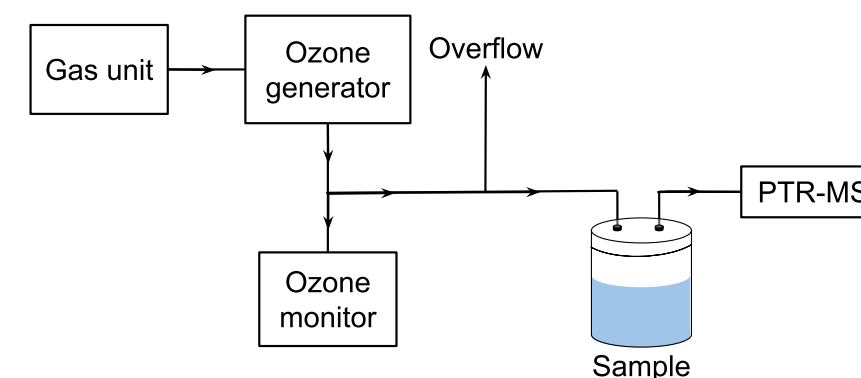 Gas unit
Ozone
generator
Overflow
PTR-MS
Ozone
monitor
Sample